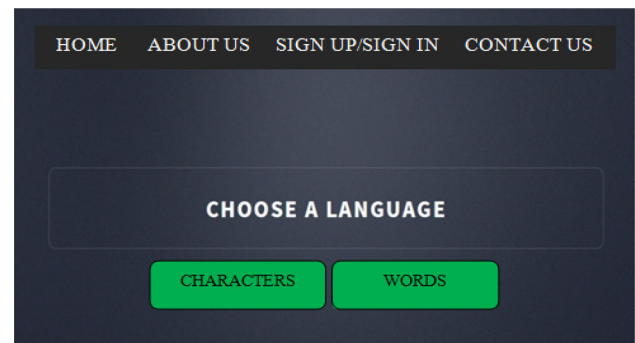 HOME ABOUT US SIGN UP/SIGN IN CONTACT US
CHOOSE A LANGUAGE
CHARACTERS WORDS